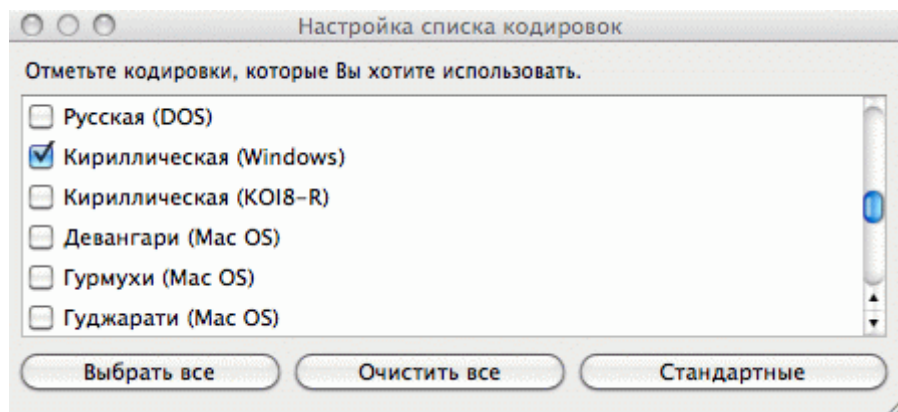 Настройка списка кодировок
Отметьте кодировки, которые Вы хотите использовать.
Русская (DOS)
Кириллическая (Windows)
Кириллическая (KOI8-R)
Девангари (Mac OS)
Гурмухи (Mac OS)
Гуджарати (Mac OS)
Выбрать все Очистить все Стандартные